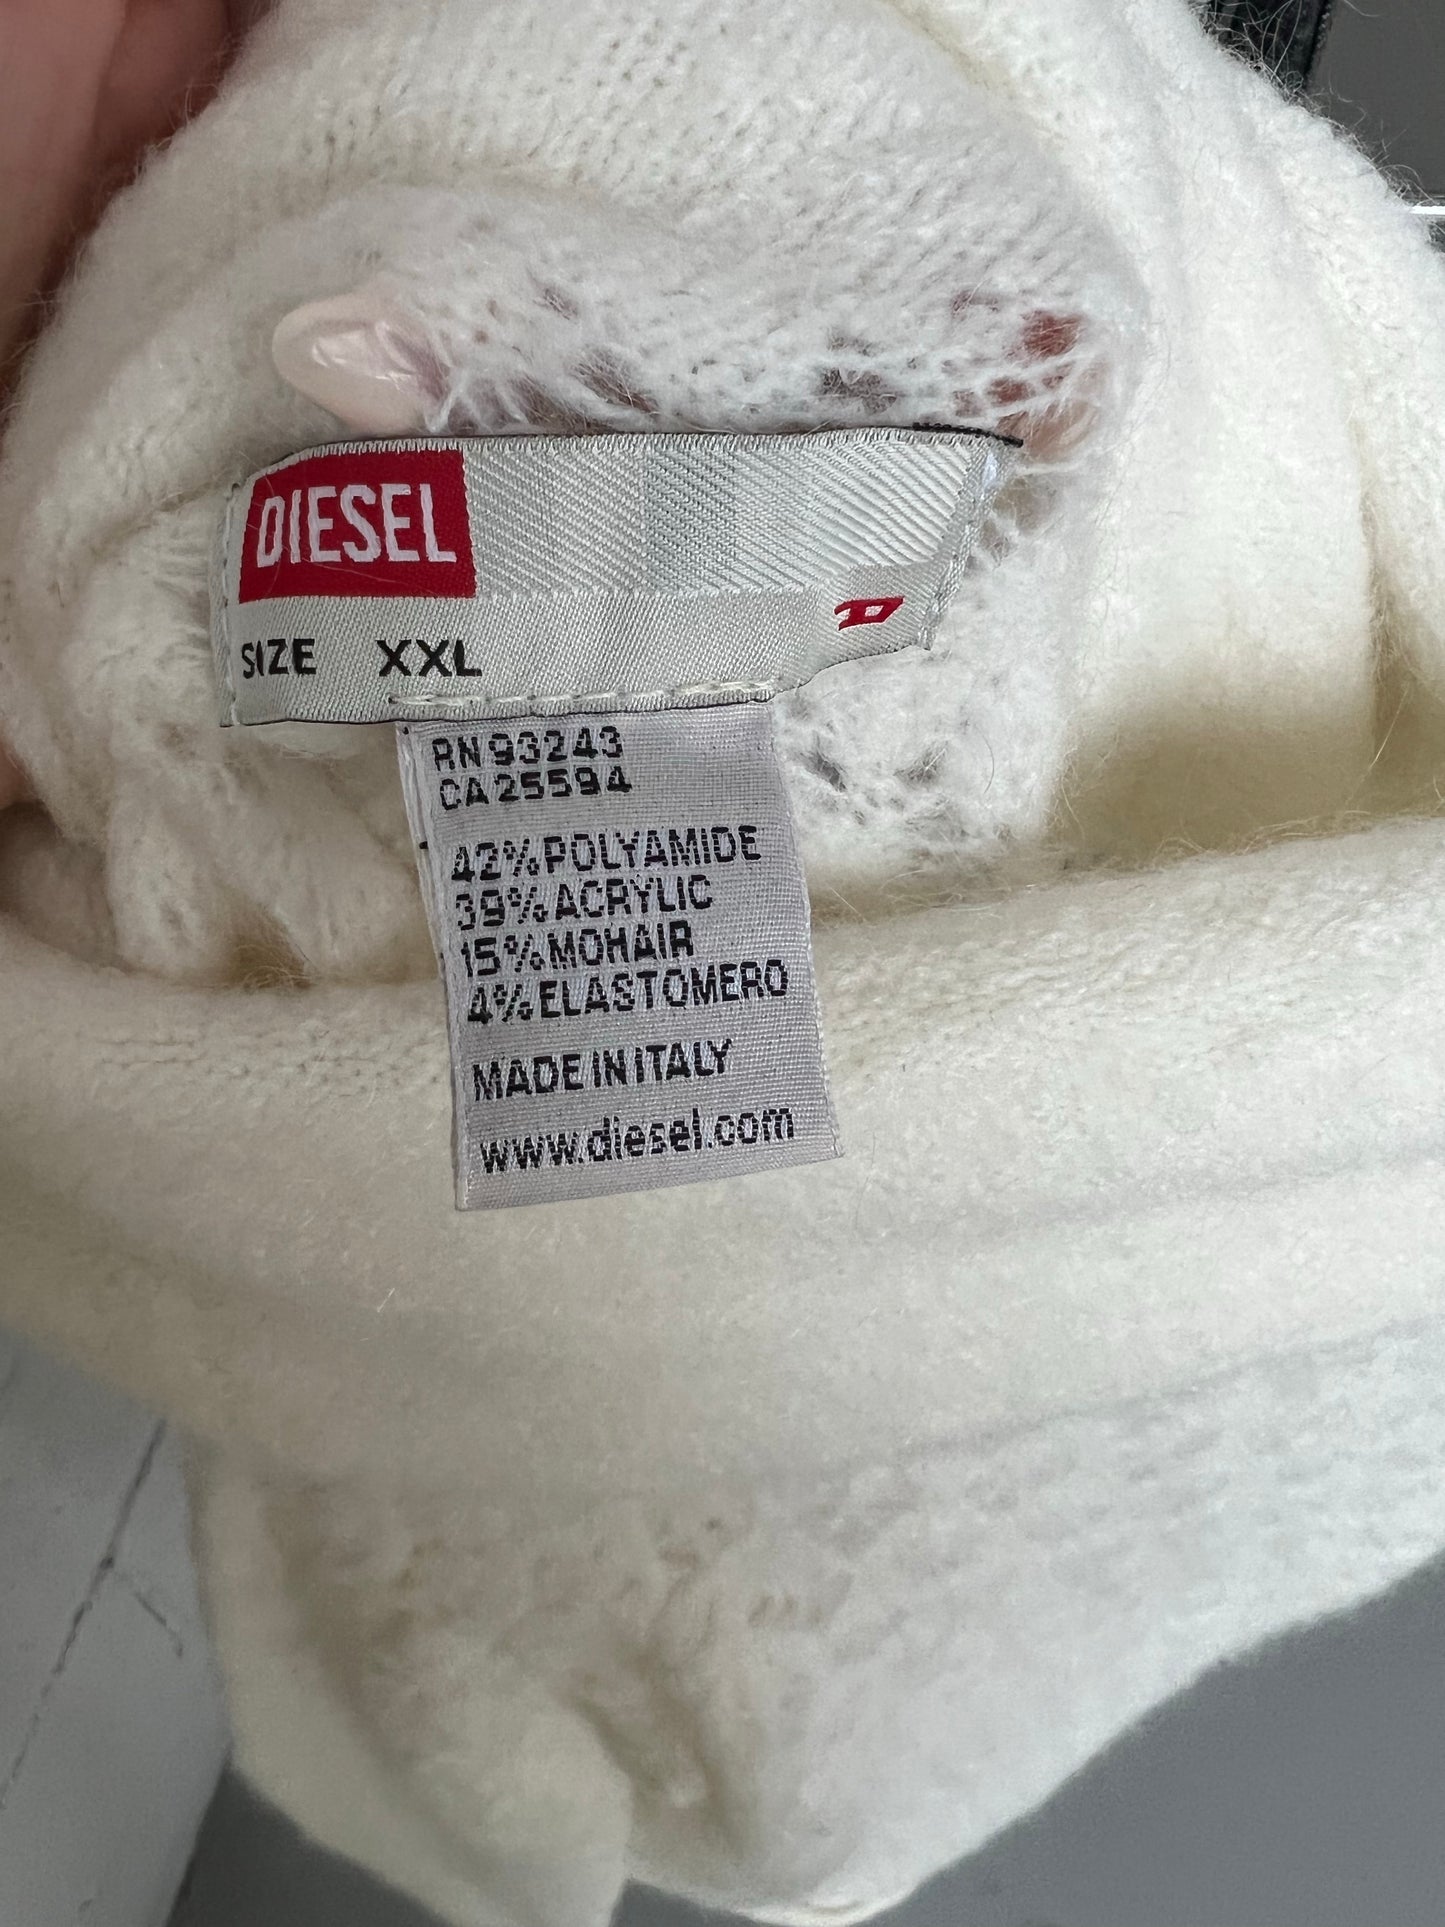 DIESEL
D
SIZE XXL
RN 93243
CA 25594
42% POLYAMIDE
39% ACRYLIC
15% MOHAIR
4% ELASTOMERO
MADE IN ITALY
www.diesel.com